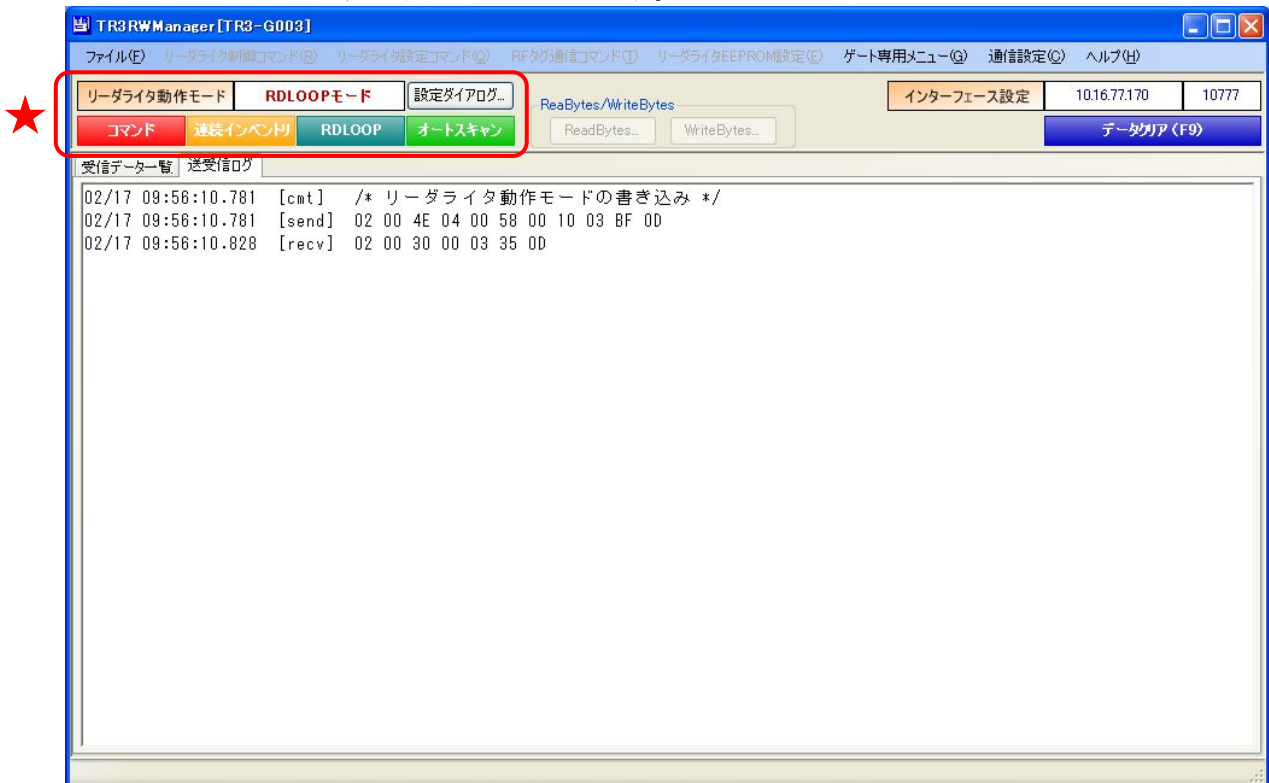 TR3RWManager[TR3-G003]
ファイル(F) リーダライタ制御コマンド(R) リーダライタ設定コマンド(Q) RFタグ通信コマンド(T) リーダライタEEPROM設定(E) ゲート専用メニュー(G) 通信設定(C) ヘルプ(H)
リーダライタ動作モード RDLOOPモード 設定ダイアログ... ReaBytes/WriteBytes インターフェース設定 10.16.77.170 10777
コマンド 連続インベントリ RDLOOP オートスキャン ReadBytes... WriteBytes... データクリア(F9)
受信データ一覧 送受信ログ
02/17 09:56:10.781 [cmt] /* リーダライタ動作モードの書き込み */
02/17 09:56:10.781 [send] 02 00 4E 04 00 58 00 10 03 BF 0D
02/17 09:56:10.828 [recv] 02 00 30 00 03 35 0D